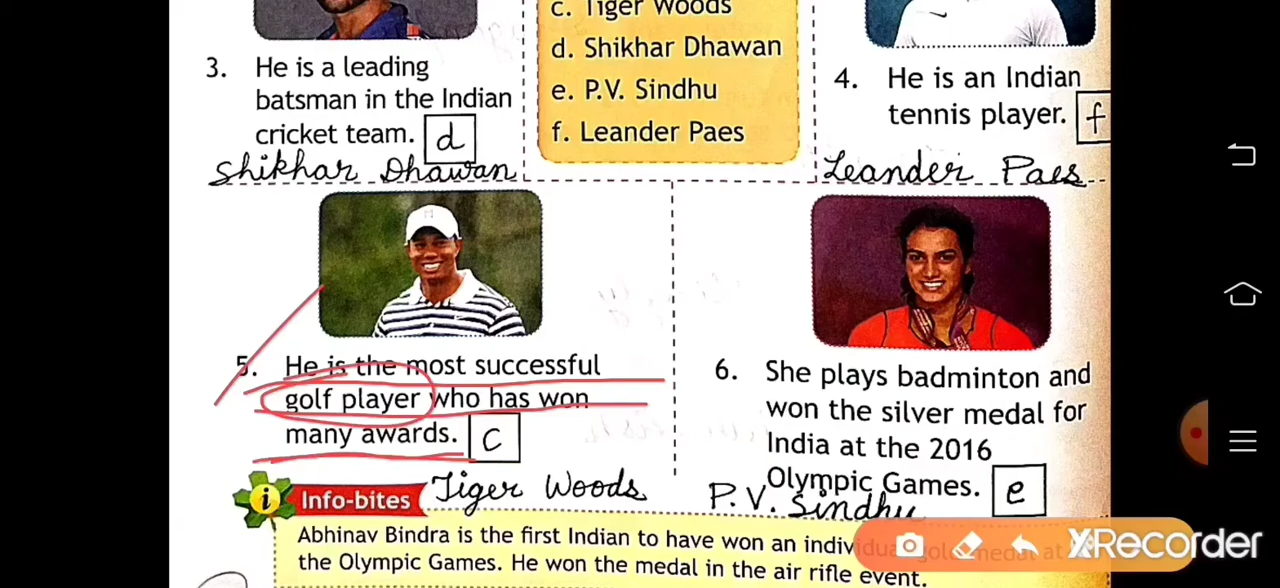 c. Tiger Woods
d. Shikhar Dhawan
e. P.V. Sindhu
f. Leander Paes
3. He is a leading
batsman in the Indian
cricket team. d
Shikhar Dhawan
4. He is an Indian
tennis player. f
Leander Paes
5. He is the most successful
golf player who has won
many awards. c
Tiger Woods
6. She plays badminton and
won the silver medal for
India at the 2016
Olympic Games. e
P.V. Sindhu
i Info-bites
Abhinav Bindra is the first Indian to have won an individual gold medal at
the Olympic Games. He won the medal in the air rifle event.
XRecorder